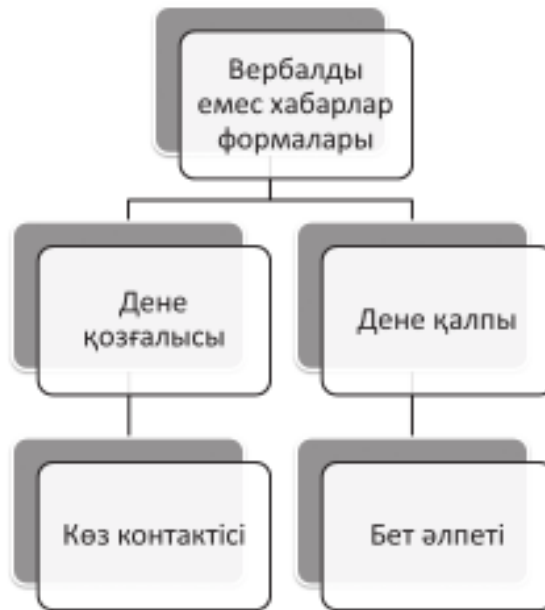 Вербалды
емес хабарлар
формалары
Дене
қозғалысы
Дене қалпы
Көз контактісі
Бет әлпеті